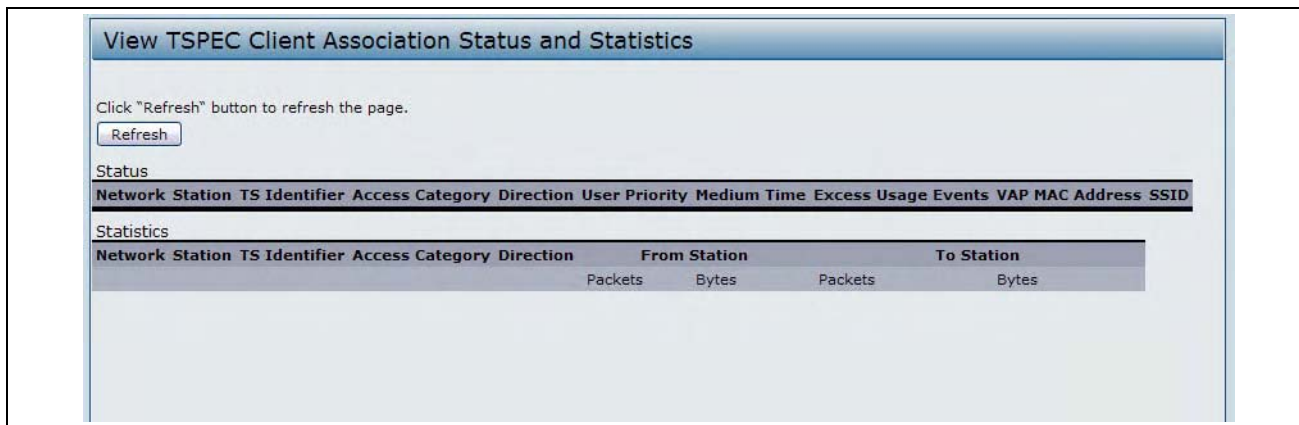 View TSPEC Client Association Status and Statistics
Click "Refresh" button to refresh the page.
Refresh
Status
Network Station TS Identifier Access Category Direction User Priority Medium Time Excess Usage Events VAP MAC Address SSID
Statistics
Network Station TS Identifier Access Category Direction From Station To Station
Packets Bytes Packets Bytes